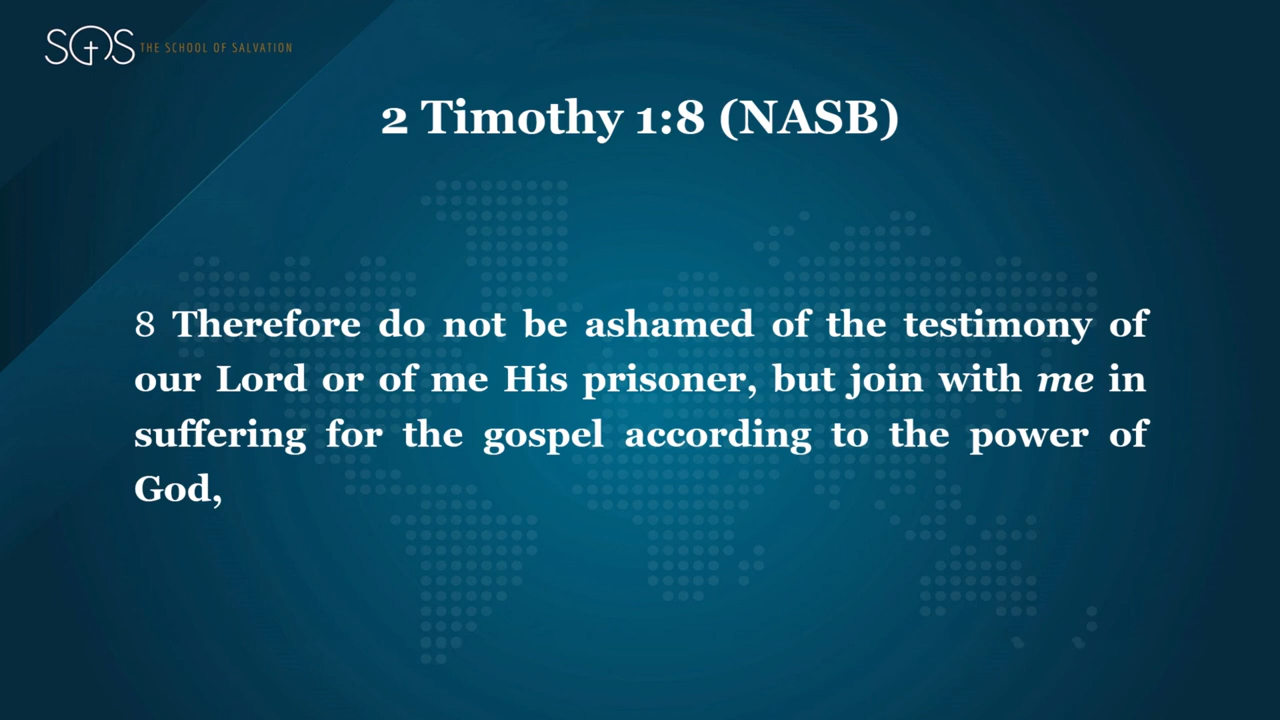 SOS THE SCHOOL OF SALVATION
2 Timothy 1:8 (NASB)
8 Therefore do not be ashamed of the testimony of
our Lord or of me His prisoner, but join with me in
suffering for the gospel according to the power of
God,